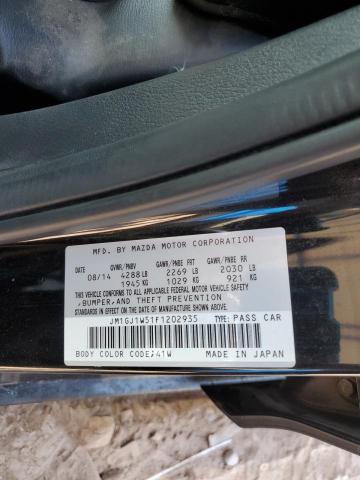 MFD. BY MAZDA MOTOR CORPORATION
GVWR/PNBV GAWR/PNBE FR GAWR/PNBE RR
08/14 4288 LB 2269 LB 2030 LB
1945 KG 1029 KG 921 KG
THIS VEHICLE CONFORMS TO ALL APPLICABLE FEDERAL MOTOR VEHICLE SAFETY
,BUMPER,AND THEFT PREVENTION
STANDARDS IN EFFECT ON THE DATE OF MANUFACTURE SHOWN ABOVE.
JM1GJ1W51F1202935 TYPE: PASS CAR
BODY COLOR CODE;41W MADE IN JAPAN